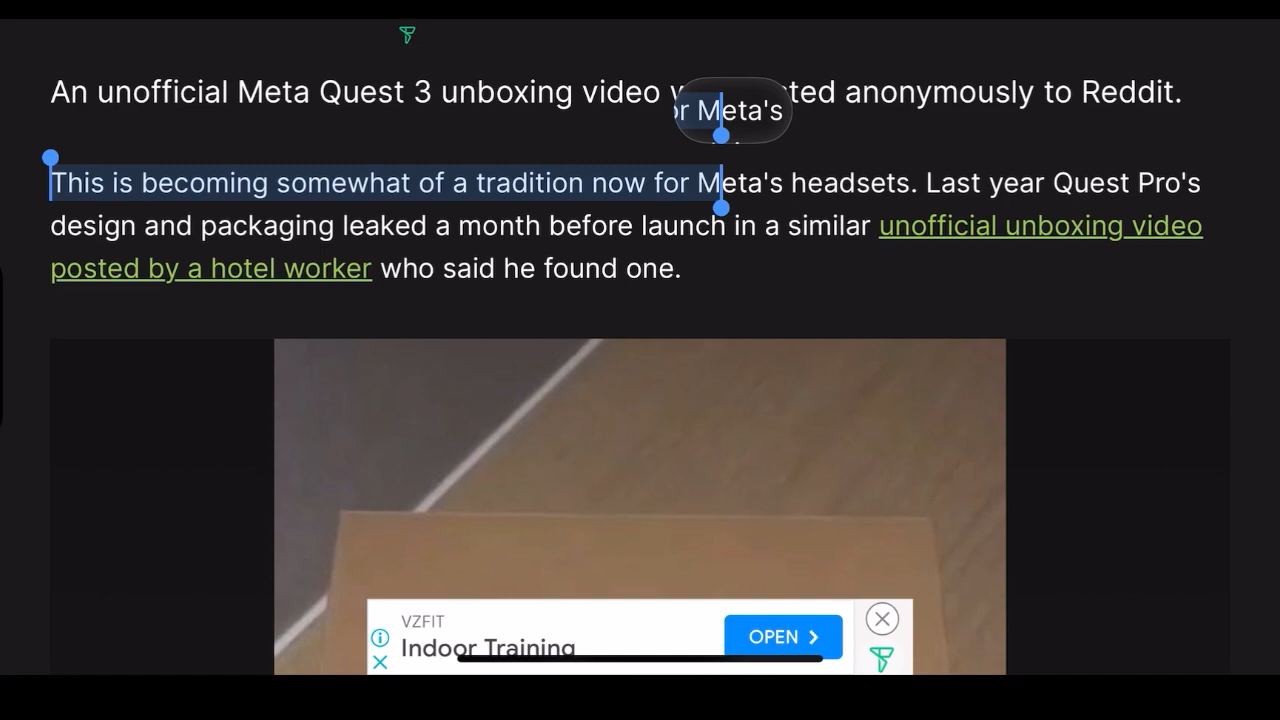 An unofficial Meta Quest 3 unboxing video ted anonymously to Reddit.
or Meta's
This is becoming somewhat of a tradition now for Meta's headsets. Last year Quest Pro's
design and packaging leaked a month before launch in a similar unofficial unboxing video
posted by a hotel worker who said he found one.
VZFIT
Indoor Training
OPEN